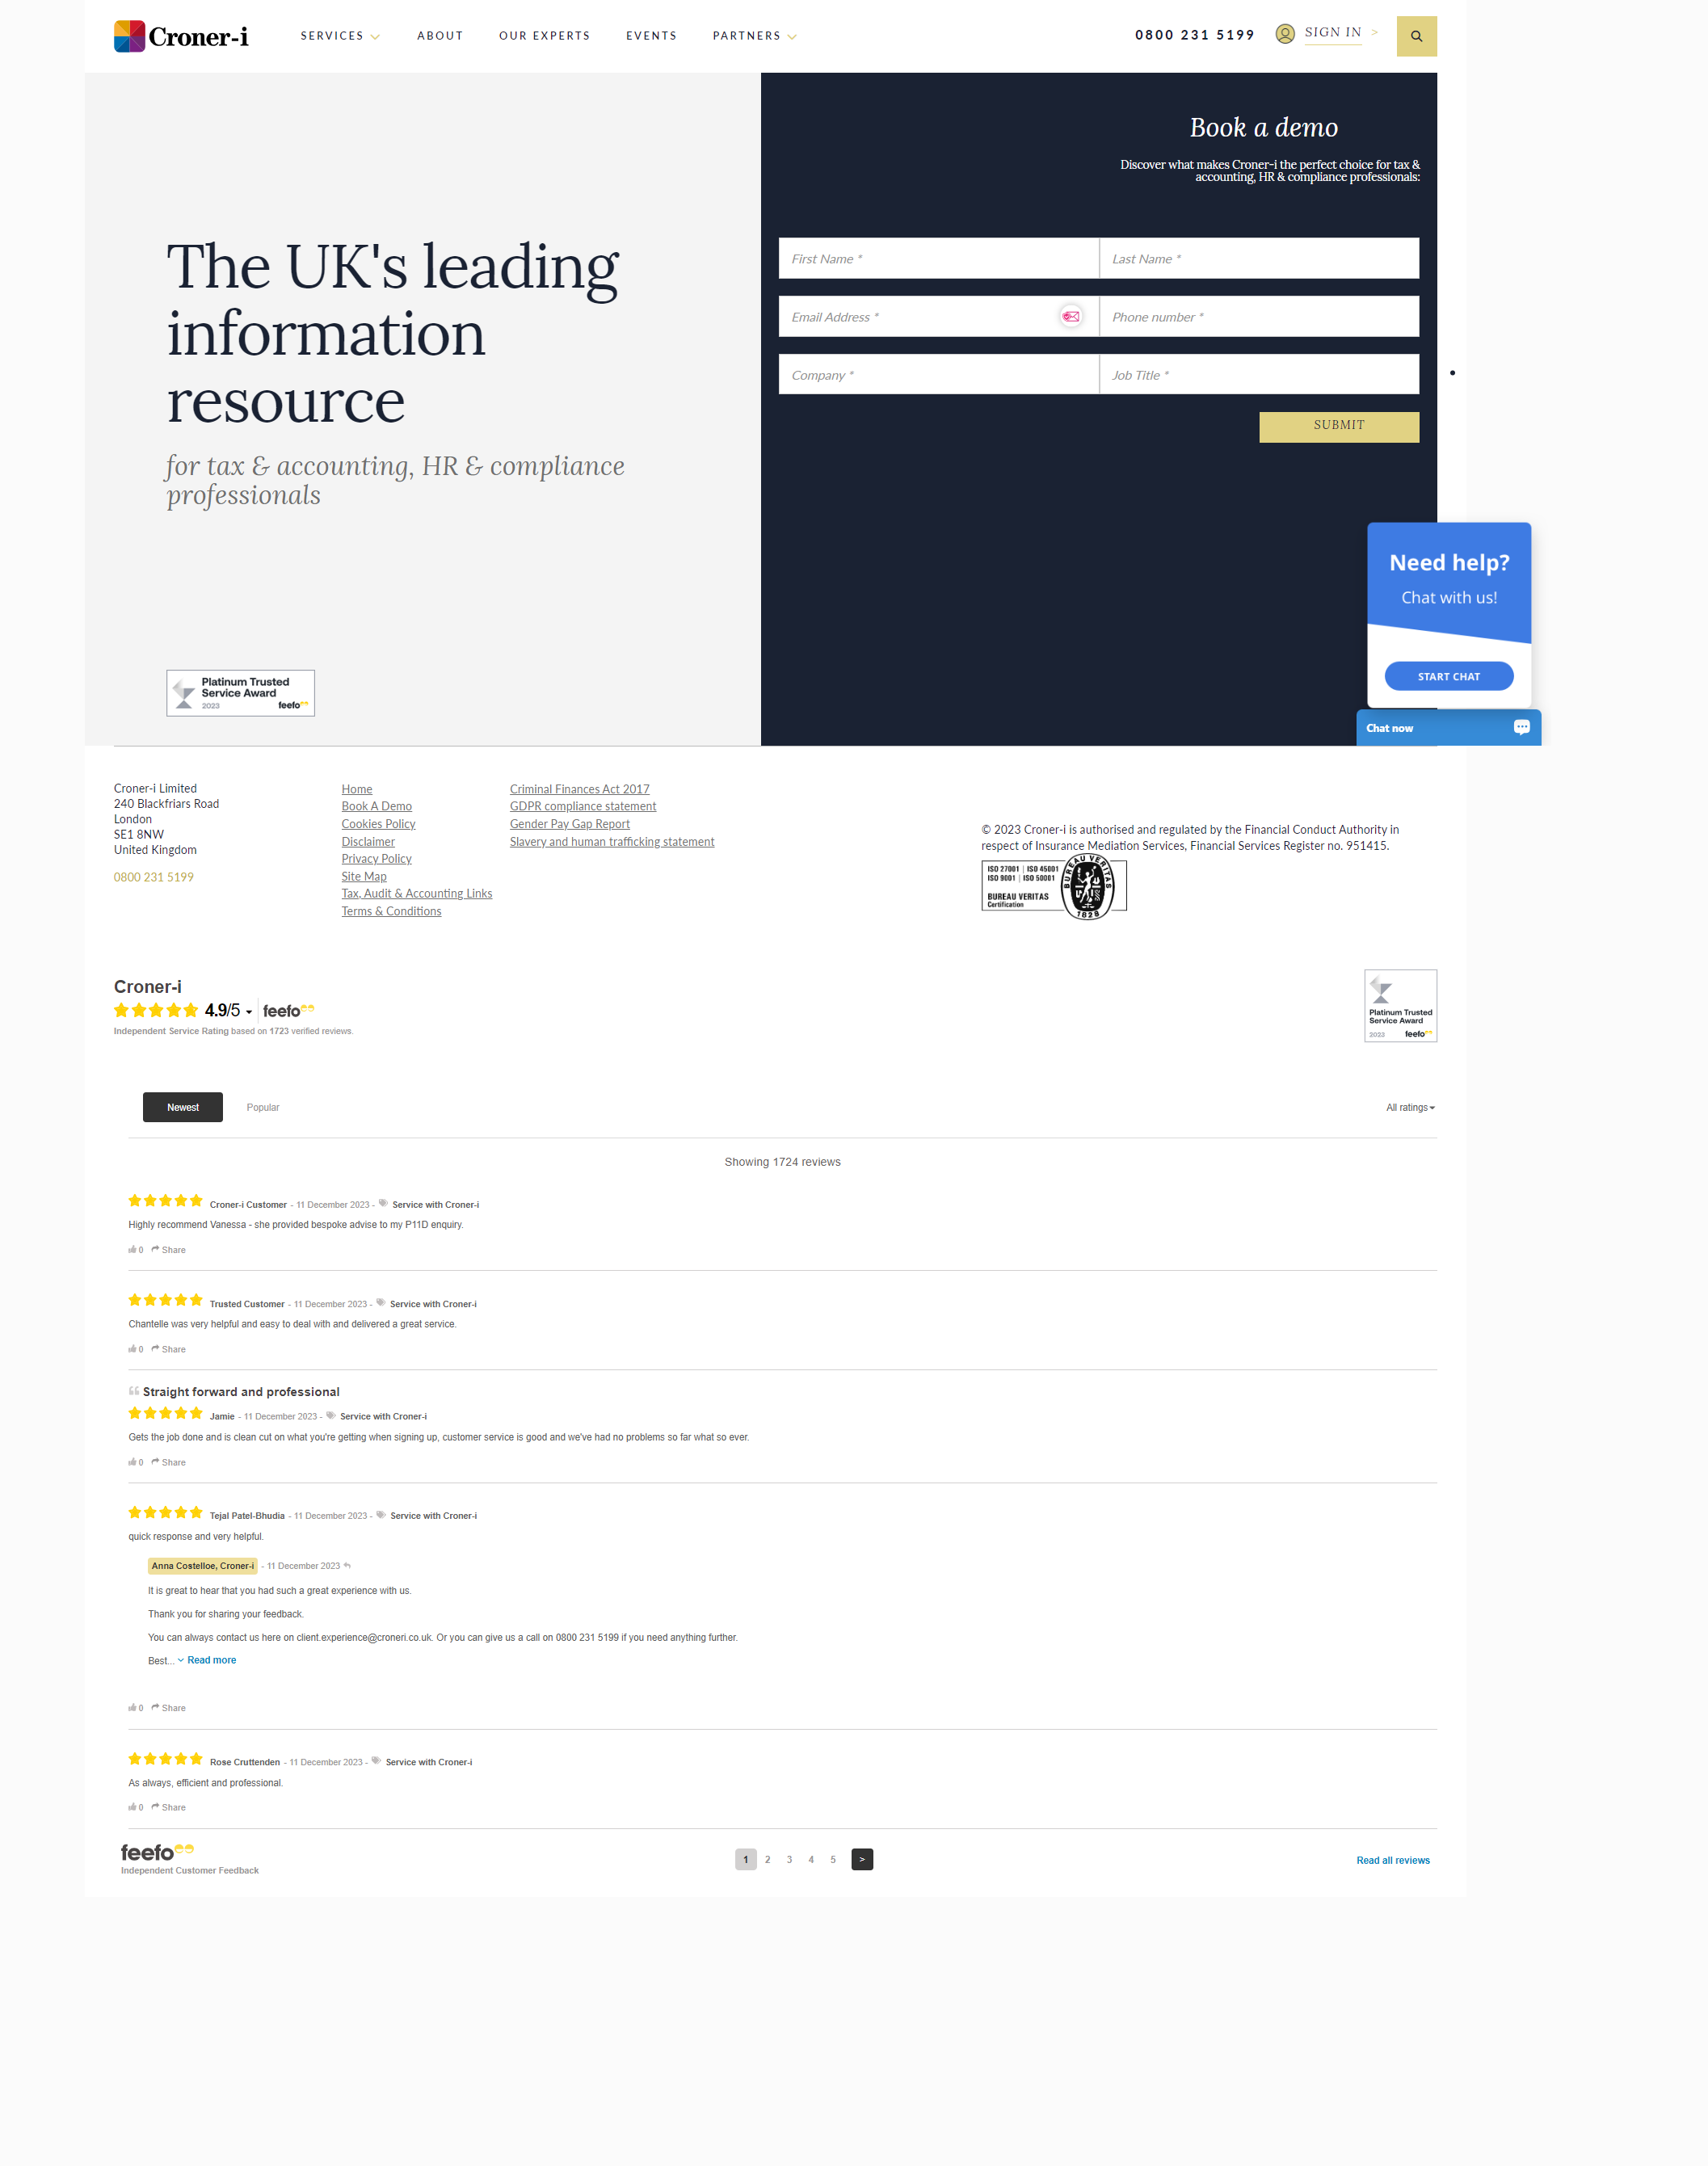 Croner-i
SERVICES
ABOUT
OUR EXPERTS
EVENTS
PARTNERS
0800 231 5199
SIGN IN >
The UK's leading
information
resource
for tax & accounting, HR & compliance
professionals
Platinum Trusted
Service Award
2023
feefo
Book a demo
Discover what makes Croner-i the perfect choice for tax &
accounting, HR & compliance professionals:
First Name *
Last Name *
Email Address *
Phone number *
Company *
Job Title *
SUBMIT
Need help?
Chat with us!
START CHAT
Chat now
Croner-i Limited
240 Blackfriars Road
London
SE1 8NW
United Kingdom
0800 231 5199
Home
Book A Demo
Cookies Policy
Disclaimer
Privacy Policy
Site Map
Tax, Audit & Accounting Links
Terms & Conditions
Criminal Finances Act 2017
GDPR compliance statement
Gender Pay Gap Report
Slavery and human trafficking statement
© 2023 Croner-i is authorised and regulated by the Financial Conduct Authority in
respect of Insurance Mediation Services, Financial Services Register no. 951415.
ISO 27001 | ISO 45001
ISO 9001 | ISO 50001
BUREAU VERITAS
Certification
BUREAU VERITAS
1828
Croner-i
4.9/5
feefo
Independent Service Rating based on 1723 verified reviews.
Platinum Trusted
Service Award
2023
feefo
Newest
Popular
All ratings
Showing 1724 reviews
Croner-i Customer - 11 December 2023 - Service with Croner-i
Highly recommend Vanessa - she provided bespoke advise to my P11D enquiry.
0 Share
Trusted Customer - 11 December 2023 - Service with Croner-i
Chantelle was very helpful and easy to deal with and delivered a great service.
0 Share
Straight forward and professional
Jamie - 11 December 2023 - Service with Croner-i
Gets the job done and is clean cut on what you're getting when signing up, customer service is good and we've had no problems so far what so ever.
0 Share
Tejal Patel-Bhudia - 11 December 2023 - Service with Croner-i
quick response and very helpful.
Anna Costelloe, Croner-i - 11 December 2023
It is great to hear that you had such a great experience with us.
Thank you for sharing your feedback.
You can always contact us here on client.experience@croneri.co.uk. Or you can give us a call on 0800 231 5199 if you need anything further.
Best... Read more
0 Share
Rose Cruttenden - 11 December 2023 - Service with Croner-i
As always, efficient and professional.
0 Share
feefo
Independent Customer Feedback
1 2 3 4 5 >
Read all reviews